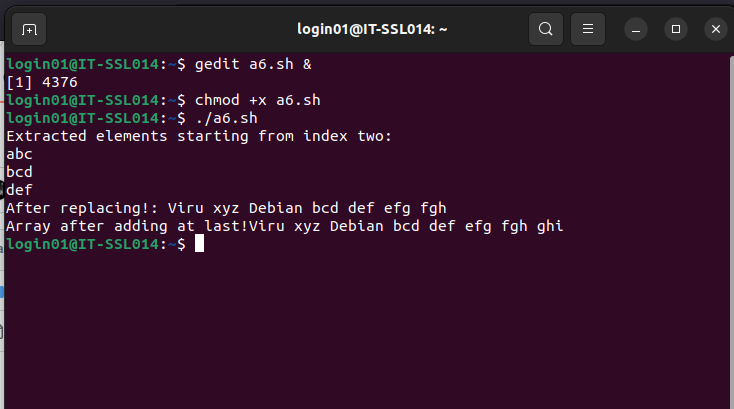 login01@IT-SSL014: ~
login01@IT-SSL014:~$ gedit a6.sh &
[1] 4376
login01@IT-SSL014:~$ chmod +x a6.sh
login01@IT-SSL014:~$ ./a6.sh
Extracted elements starting from index two:
abc
bcd
def
After replacing!: Viru xyz Debian bcd def efg fgh
Array after adding at last!Viru xyz Debian bcd def efg fgh ghi
login01@IT-SSL014:~$